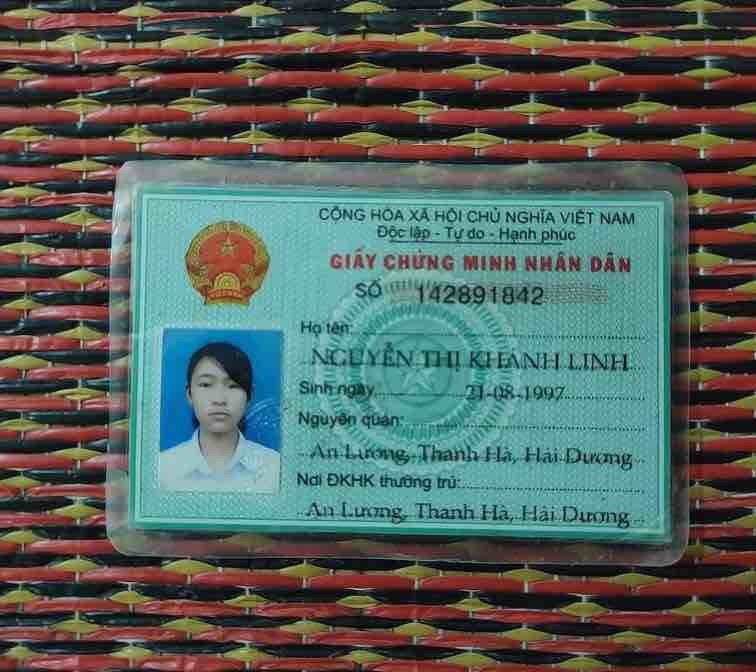 CỘNG HÒA XÃ HỘI CHỦ NGHĨA VIỆT NAM
Độc lập - Tự do - Hạnh phúc
GIẤY CHỨNG MINH NHÂN DÂN
SỐ 142891842
Họ tên:
NGUYỄN THỊ KHÁNH LINH
Sinh ngày 21-08-1997
Nguyên quán:
An Lương, Thanh Hà, Hải Dương
Nơi ĐKHK thường trú:
An Lương, Thanh Hà, Hải Dương